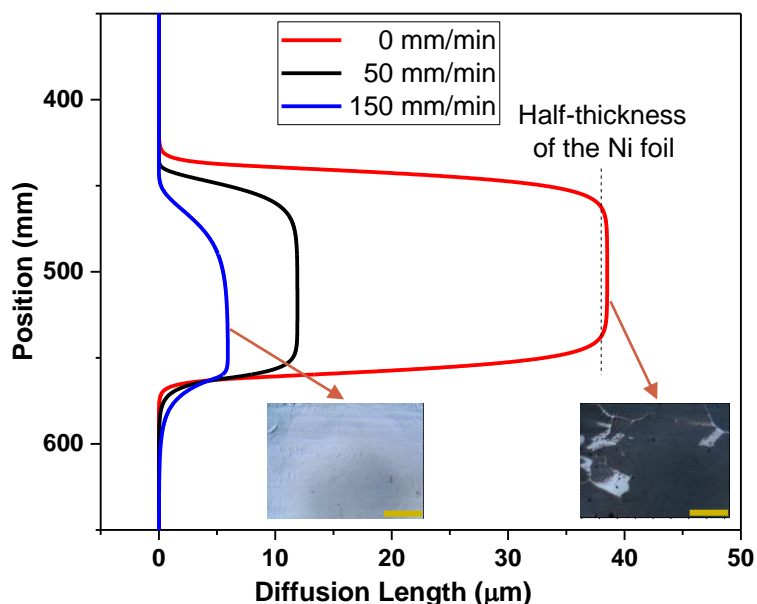 0 mm/min
50 mm/min
150 mm/min
Half-thickness
of the Ni foil
Position (mm)
400
500
600
0
10
20
30
40
50
Diffusion Length (μm)